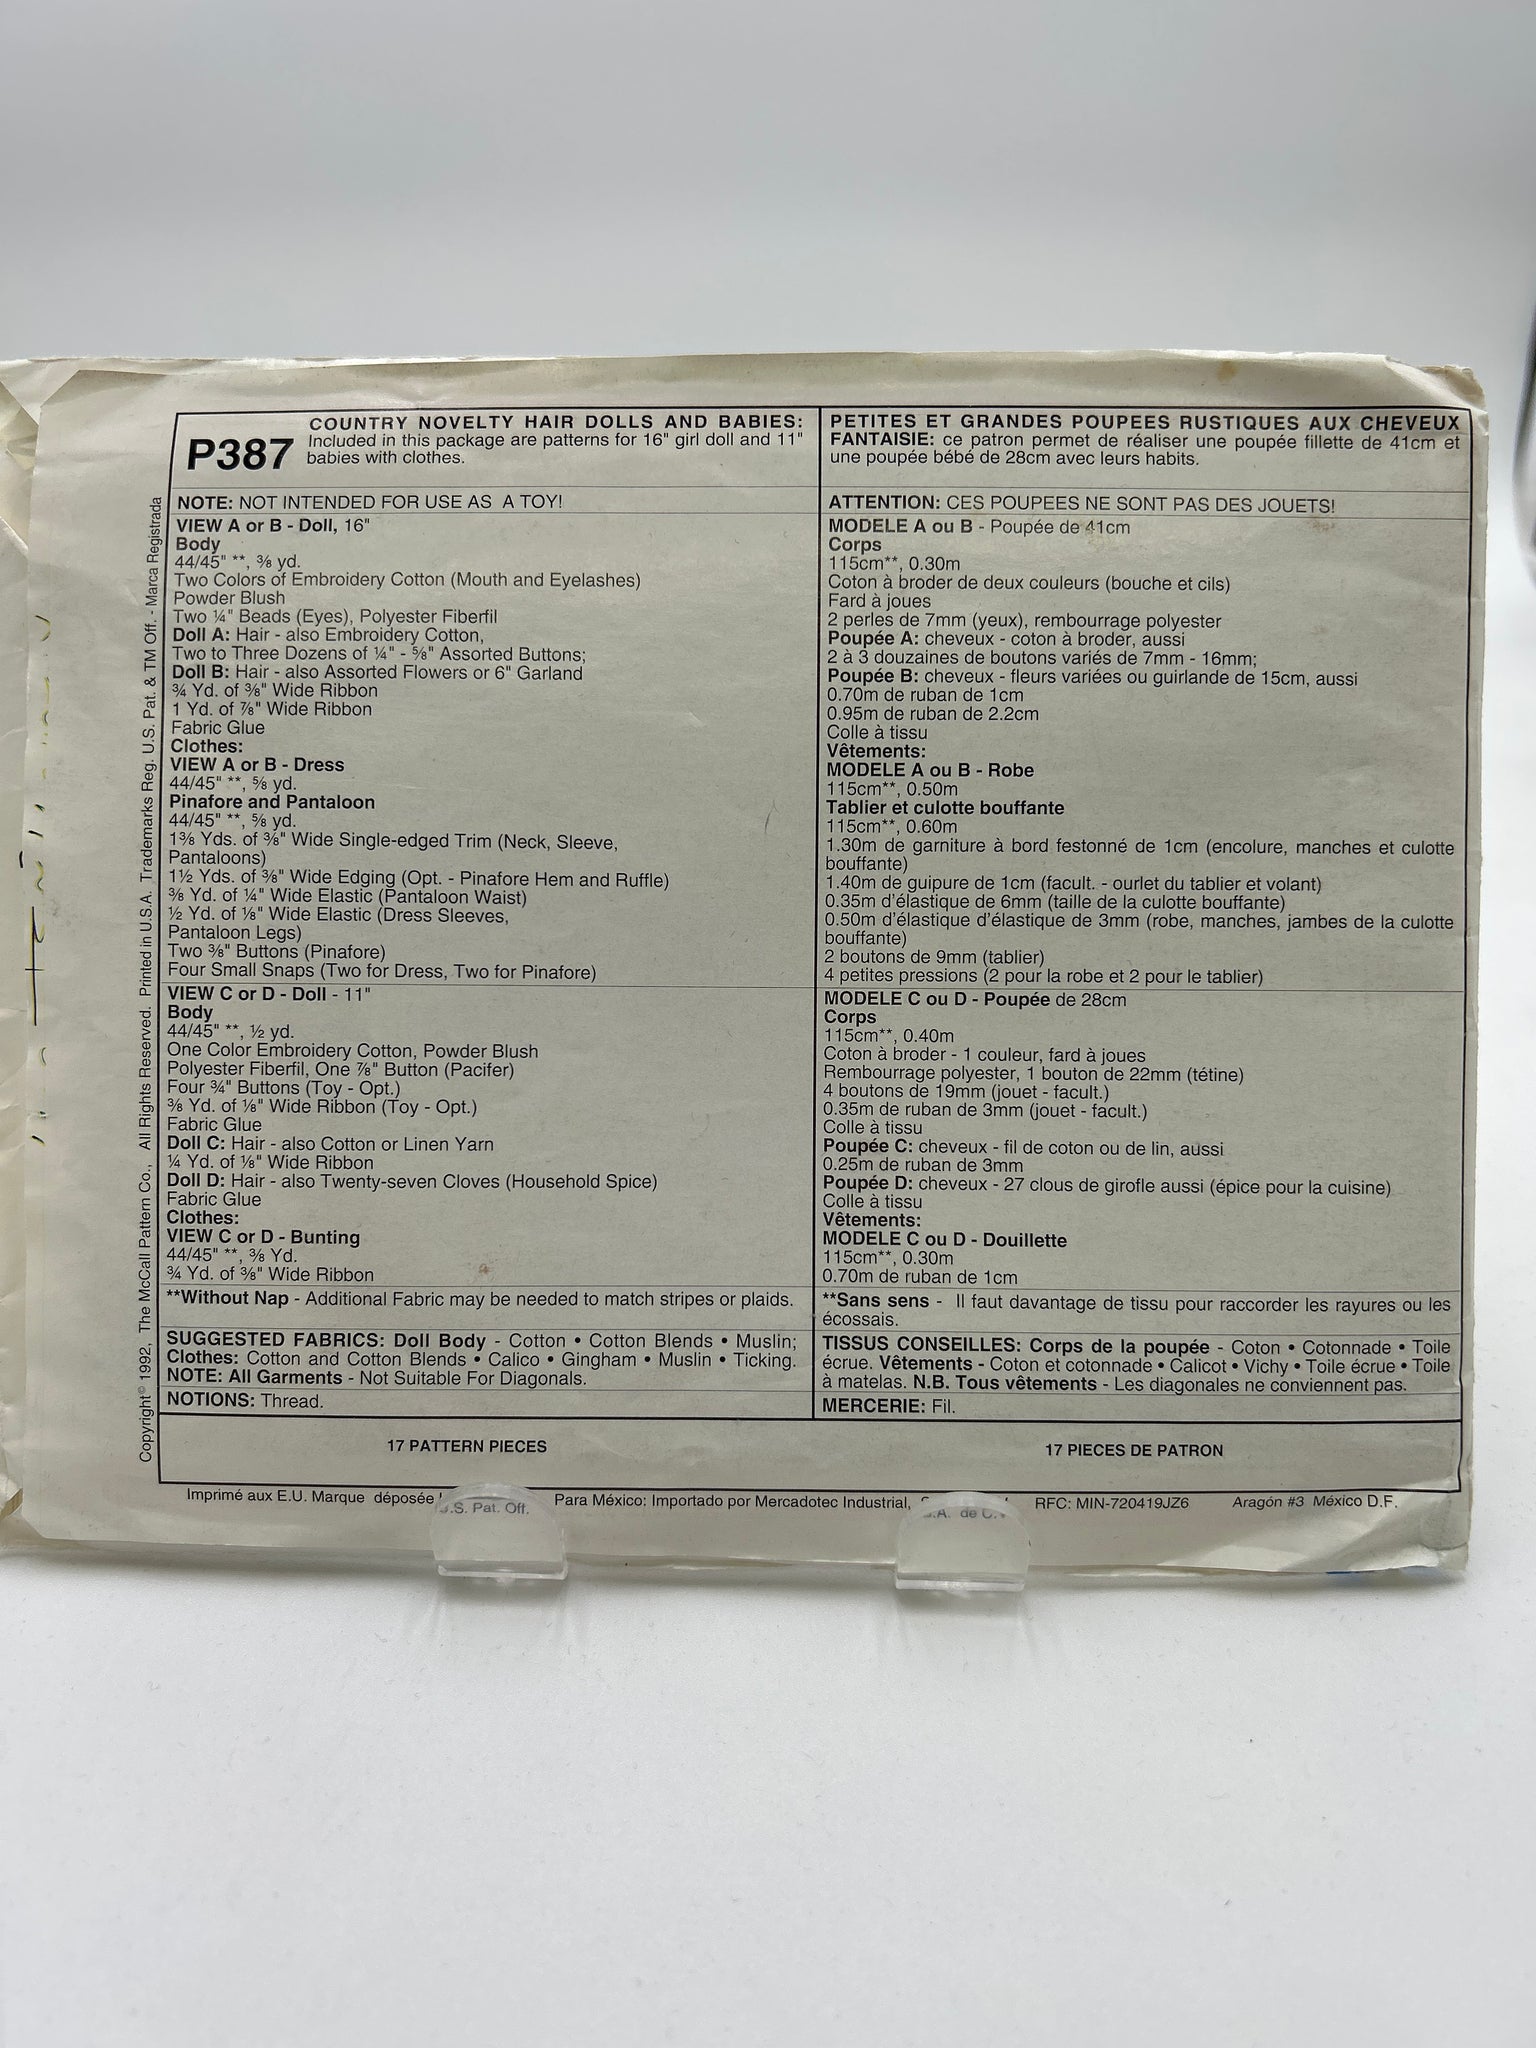 P387
COUNTRY NOVELTY HAIR DOLLS AND BABIES:
Included in this package are patterns for 16" girl doll and 11"
babies with clothes.
NOTE: NOT INTENDED FOR USE AS A TOY!
VIEW A or B - Doll, 16"
Body
44/45" **, ⅜ yd.
Two Colors of Embroidery Cotton (Mouth and Eyelashes)
Powder Blush
Two ¼" Beads (Eyes), Polyester Fiberfil
Doll A: Hair - also Embroidery Cotton,
Two to Three Dozens of ¼" - ⅝" Assorted Buttons;
Doll B: Hair - also Assorted Flowers or 6" Garland
¾ Yd. of ⅜" Wide Ribbon
1 Yd. of ⅞" Wide Ribbon
Fabric Glue
Clothes:
VIEW A or B - Dress
44/45" **, ⅝ yd.
Pinafore and Pantaloon
44/45" **, ⅝ yd.
1⅜ Yds. of ⅜" Wide Single-edged Trim (Neck, Sleeve,
Pantaloons)
1½ Yds. of ⅜" Wide Edging (Opt. - Pinafore Hem and Ruffle)
⅜ Yd. of ¼" Wide Elastic (Pantaloon Waist)
½ Yd. of ⅛" Wide Elastic (Dress Sleeves,
Pantaloon Legs)
Two ⅜" Buttons (Pinafore)
Four Small Snaps (Two for Dress, Two for Pinafore)
VIEW C or D - Doll - 11"
Body
44/45" **, ½ yd.
One Color Embroidery Cotton, Powder Blush
Polyester Fiberfil, One ⅞" Button (Pacifer)
Four ¾" Buttons (Toy - Opt.)
⅜ Yd. of ⅛" Wide Ribbon (Toy - Opt.)
Fabric Glue
Doll C: Hair - also Cotton or Linen Yarn
¼ Yd. of ⅛" Wide Ribbon
Doll D: Hair - also Twenty-seven Cloves (Household Spice)
Fabric Glue
Clothes:
VIEW C or D - Bunting
44/45" **, ⅜ Yd.
¾ Yd. of ⅜" Wide Ribbon
**Without Nap - Additional Fabric may be needed to match stripes or plaids.
SUGGESTED FABRICS: Doll Body - Cotton • Cotton Blends • Muslin;
Clothes: Cotton and Cotton Blends • Calico • Gingham • Muslin • Ticking.
NOTE: All Garments - Not Suitable For Diagonals.
NOTIONS: Thread.
17 PATTERN PIECES
PETITES ET GRANDES POUPEES RUSTIQUES AUX CHEVEUX
FANTAISIE: ce patron permet de réaliser une poupée fillette de 41cm et
une poupée bébé de 28cm avec leurs habits.
ATTENTION: CES POUPEES NE SONT PAS DES JOUETS!
MODELE A ou B - Poupée de 41cm
Corps
115cm**, 0.30m
Coton à broder de deux couleurs (bouche et cils)
Fard à joues
2 perles de 7mm (yeux), rembourrage polyester
Poupée A: cheveux - coton à broder, aussi
2 à 3 douzaines de boutons variés de 7mm - 16mm;
Poupée B: cheveux - fleurs variées ou guirlande de 15cm, aussi
0.70m de ruban de 1cm
0.95m de ruban de 2.2cm
Colle à tissu
Vêtements:
MODELE A ou B - Robe
115cm**, 0.50m
Tablier et culotte bouffante
115cm**, 0.60m
1.30m de garniture à bord festonné de 1cm (encolure, manches et culotte
bouffante)
1.40m de guipure de 1cm (facult. - ourlet du tablier et volant)
0.35m d'élastique de 6mm (taille de la culotte bouffante)
0.50m d'élastique d'élastique de 3mm (robe, manches, jambes de la culotte
bouffante)
2 boutons de 9mm (tablier)
4 petites pressions (2 pour la robe et 2 pour le tablier)
MODELE C ou D - Poupée de 28cm
Corps
115cm**, 0.40m
Coton à broder - 1 couleur, fard à joues
Rembourrage polyester, 1 bouton de 22mm (tétine)
4 boutons de 19mm (jouet - facult.)
0.35m de ruban de 3mm (jouet - facult.)
Colle à tissu
Poupée C: cheveux - fil de coton ou de lin, aussi
0.25m de ruban de 3mm
Poupée D: cheveux - 27 clous de girofle aussi (épice pour la cuisine)
Colle à tissu
Vêtements:
MODELE C ou D - Douillette
115cm**, 0.30m
0.70m de ruban de 1cm
**Sans sens - Il faut davantage de tissu pour raccorder les rayures ou les
écossais.
TISSUS CONSEILLES: Corps de la poupée - Coton • Cotonnade • Toile
écrue. Vêtements - Coton et cotonnade • Calicot • Vichy • Toile écrue • Toile
à matelas. N.B. Tous vêtements - Les diagonales ne conviennent pas.
MERCERIE: Fil.
17 PIECES DE PATRON
Imprimé aux E.U. Marque déposée U.S. Pat. Off. Para México: Importado por Mercadotec Industrial, S.A. de C.V RFC: MIN-720419JZ6 Aragón #3 México D.F.
Copyright© 1992, The McCall Pattern Co., All Rights Reserved. Printed in U.S.A. Trademarks Reg. U.S. Pat. & TM Off. - Marca Registrada